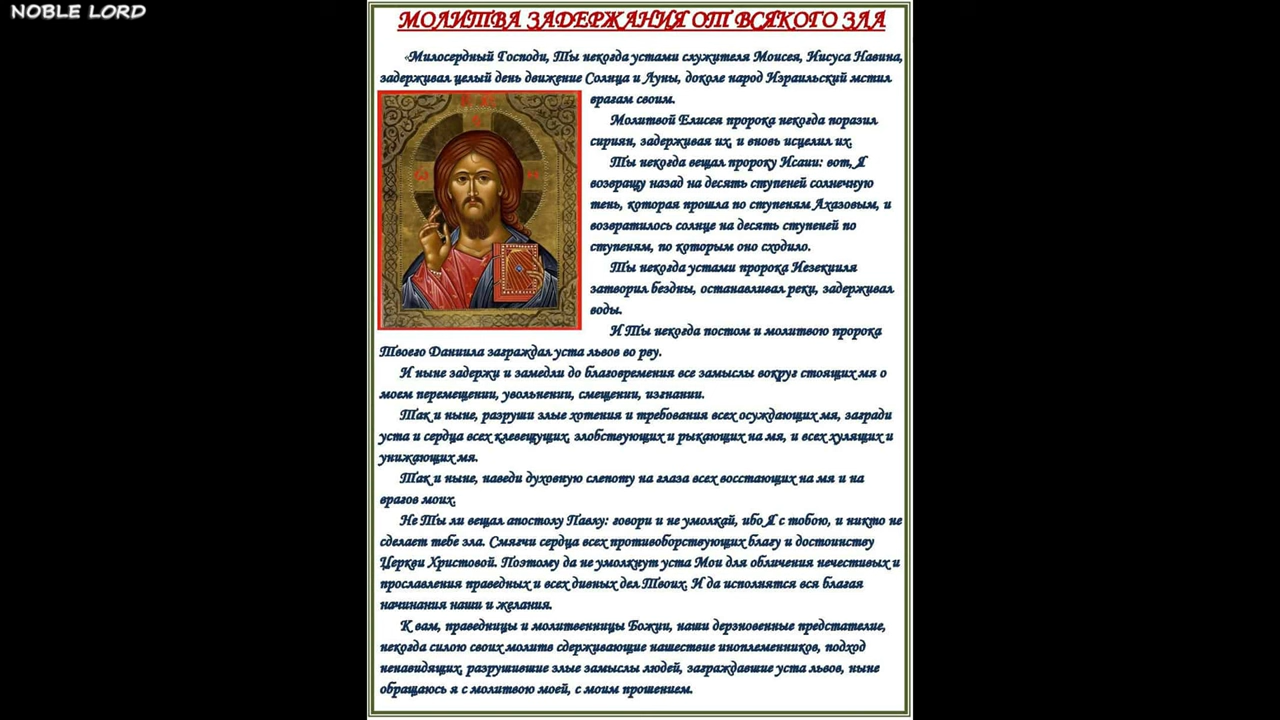 NOBLE LORD
МОЛИТВА ЗАДЕРЖАНИЯ ОТ ВСЯКОГО ЗЛА
«Милосердный Господи, Ты некогда устами служителя Моисея, Иисуса Навина,
задерживал целый день движение Солнца и Луны, доколе народ Израильский мстил
врагам своим.
Молитвой Елисея пророка некогда поразил
сириян, задерживая их, и вновь исцелил их.
Ты некогда вещал пророку Исаии: вот, Я
возвращу назад на десять ступеней солнечную
тень, которая прошла по ступеням Ахазовым, и
возвратилось солнце на десять ступеней по
ступеням, по которым оно сходило.
Ты некогда устами пророка Иезекииля
затворил бездны, останавливал реки, задерживал
воды.
И Ты некогда постом и молитвою пророка
Твоего Даниила заграждал уста львов во рву.
И ныне задержи и замедли до благовремения все замыслы вокруг стоящих мя о
моем перемещении, увольнении, смещении, изгнании.
Так и ныне, разруши злые хотения и требования всех осуждающих мя, загради
уста и сердца всех клевещущих, злобствующих и рыкающих на мя, и всех хулящих и
унижающих мя.
Так и ныне, наведи духовную слепоту на глаза всех восстающих на мя и на
врагов моих.
Не Ты ли вещал апостолу Павлу: говори и не умолкай, ибо Я с тобою, и никто не
сделает тебе зла. Смягчи сердца всех противоборствующих благу и достоинству
Церкви Христовой. Поэтому да не умолкнут уста Мои для обличения нечестивых и
прославления праведных и всех дивных дел Твоих. И да исполнятся вся благая
начинания наши и желания.
К вам, праведницы и молитвенницы Божии, наши дерзновенные предстателие,
некогда силою своих молитв сдерживающие нашествие иноплеменников, подход
ненавидящих, разрушившие злые замыслы людей, заграждавшие уста львов, ныне
обращаюсь я с молитвою моей, с моим прошением.